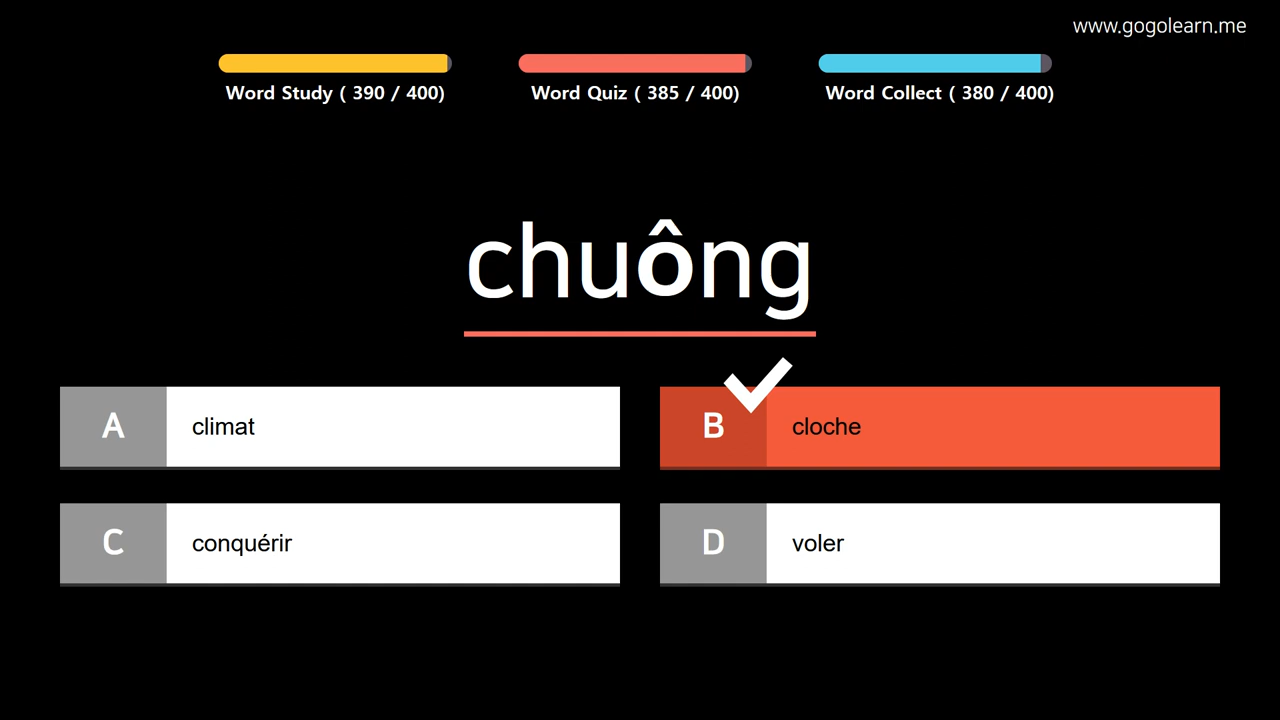 www.gogolearn.me
Word Study ( 390 / 400)
Word Quiz ( 385 / 400)
Word Collect ( 380 / 400)
chuông
A climat
B cloche
C conquérir
D voler